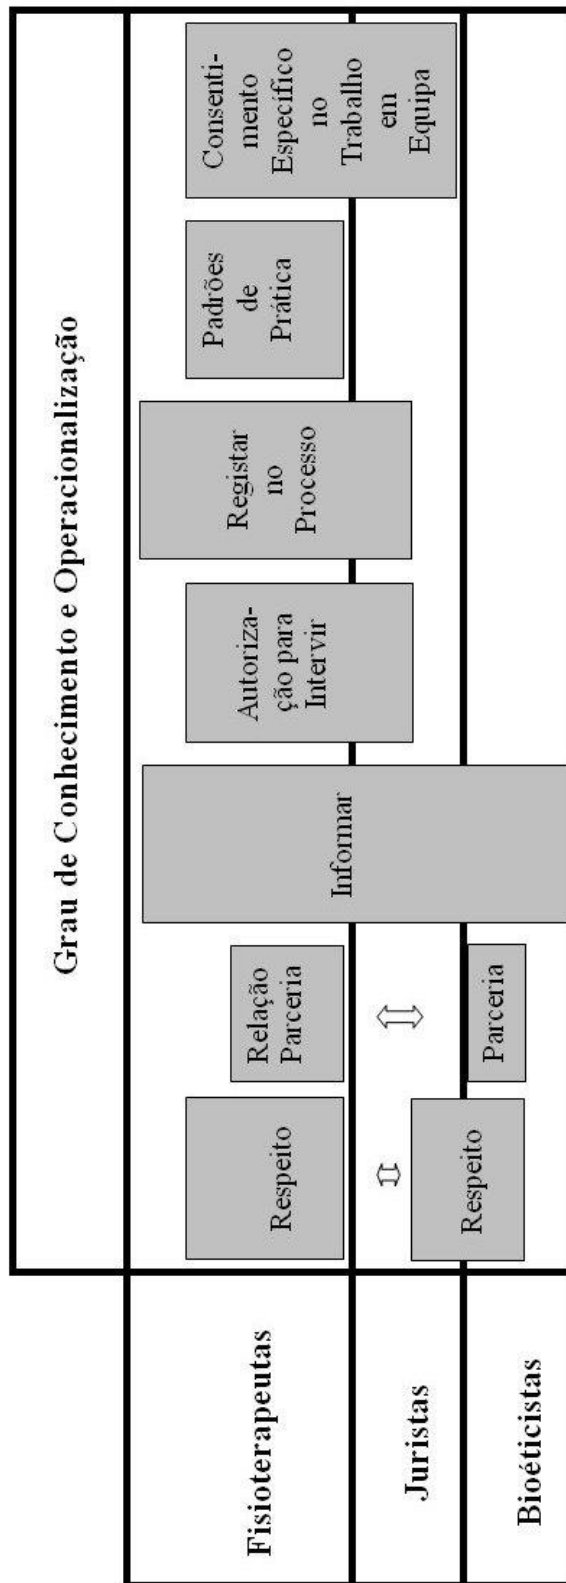 Grau de Conhecimento e Operacionalização
Fisioterapeutas
Respeito
Relação
Parceria
Informar
Autoriza-
ção para
Intervir
Registar
no
Processo
Padrões
de
Prática
Consenti-
mento
Específico
no
Trabalho
em
Equipa
Juristas
Respeito
Bioéticistas
Parceria